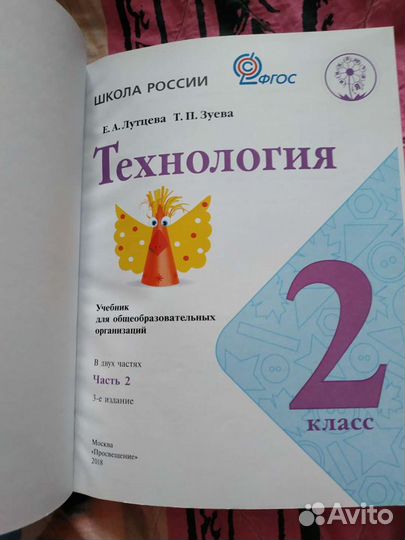 ШКОЛА РОССИИ
ФГОС
Е. А. Лутцева Т. П. Зуева
Технология
Учебник
для общеобразовательных
организаций
В двух частях
Часть 2
3-е издание
2
класс
Москва
«Просвещение»
2018
Avito